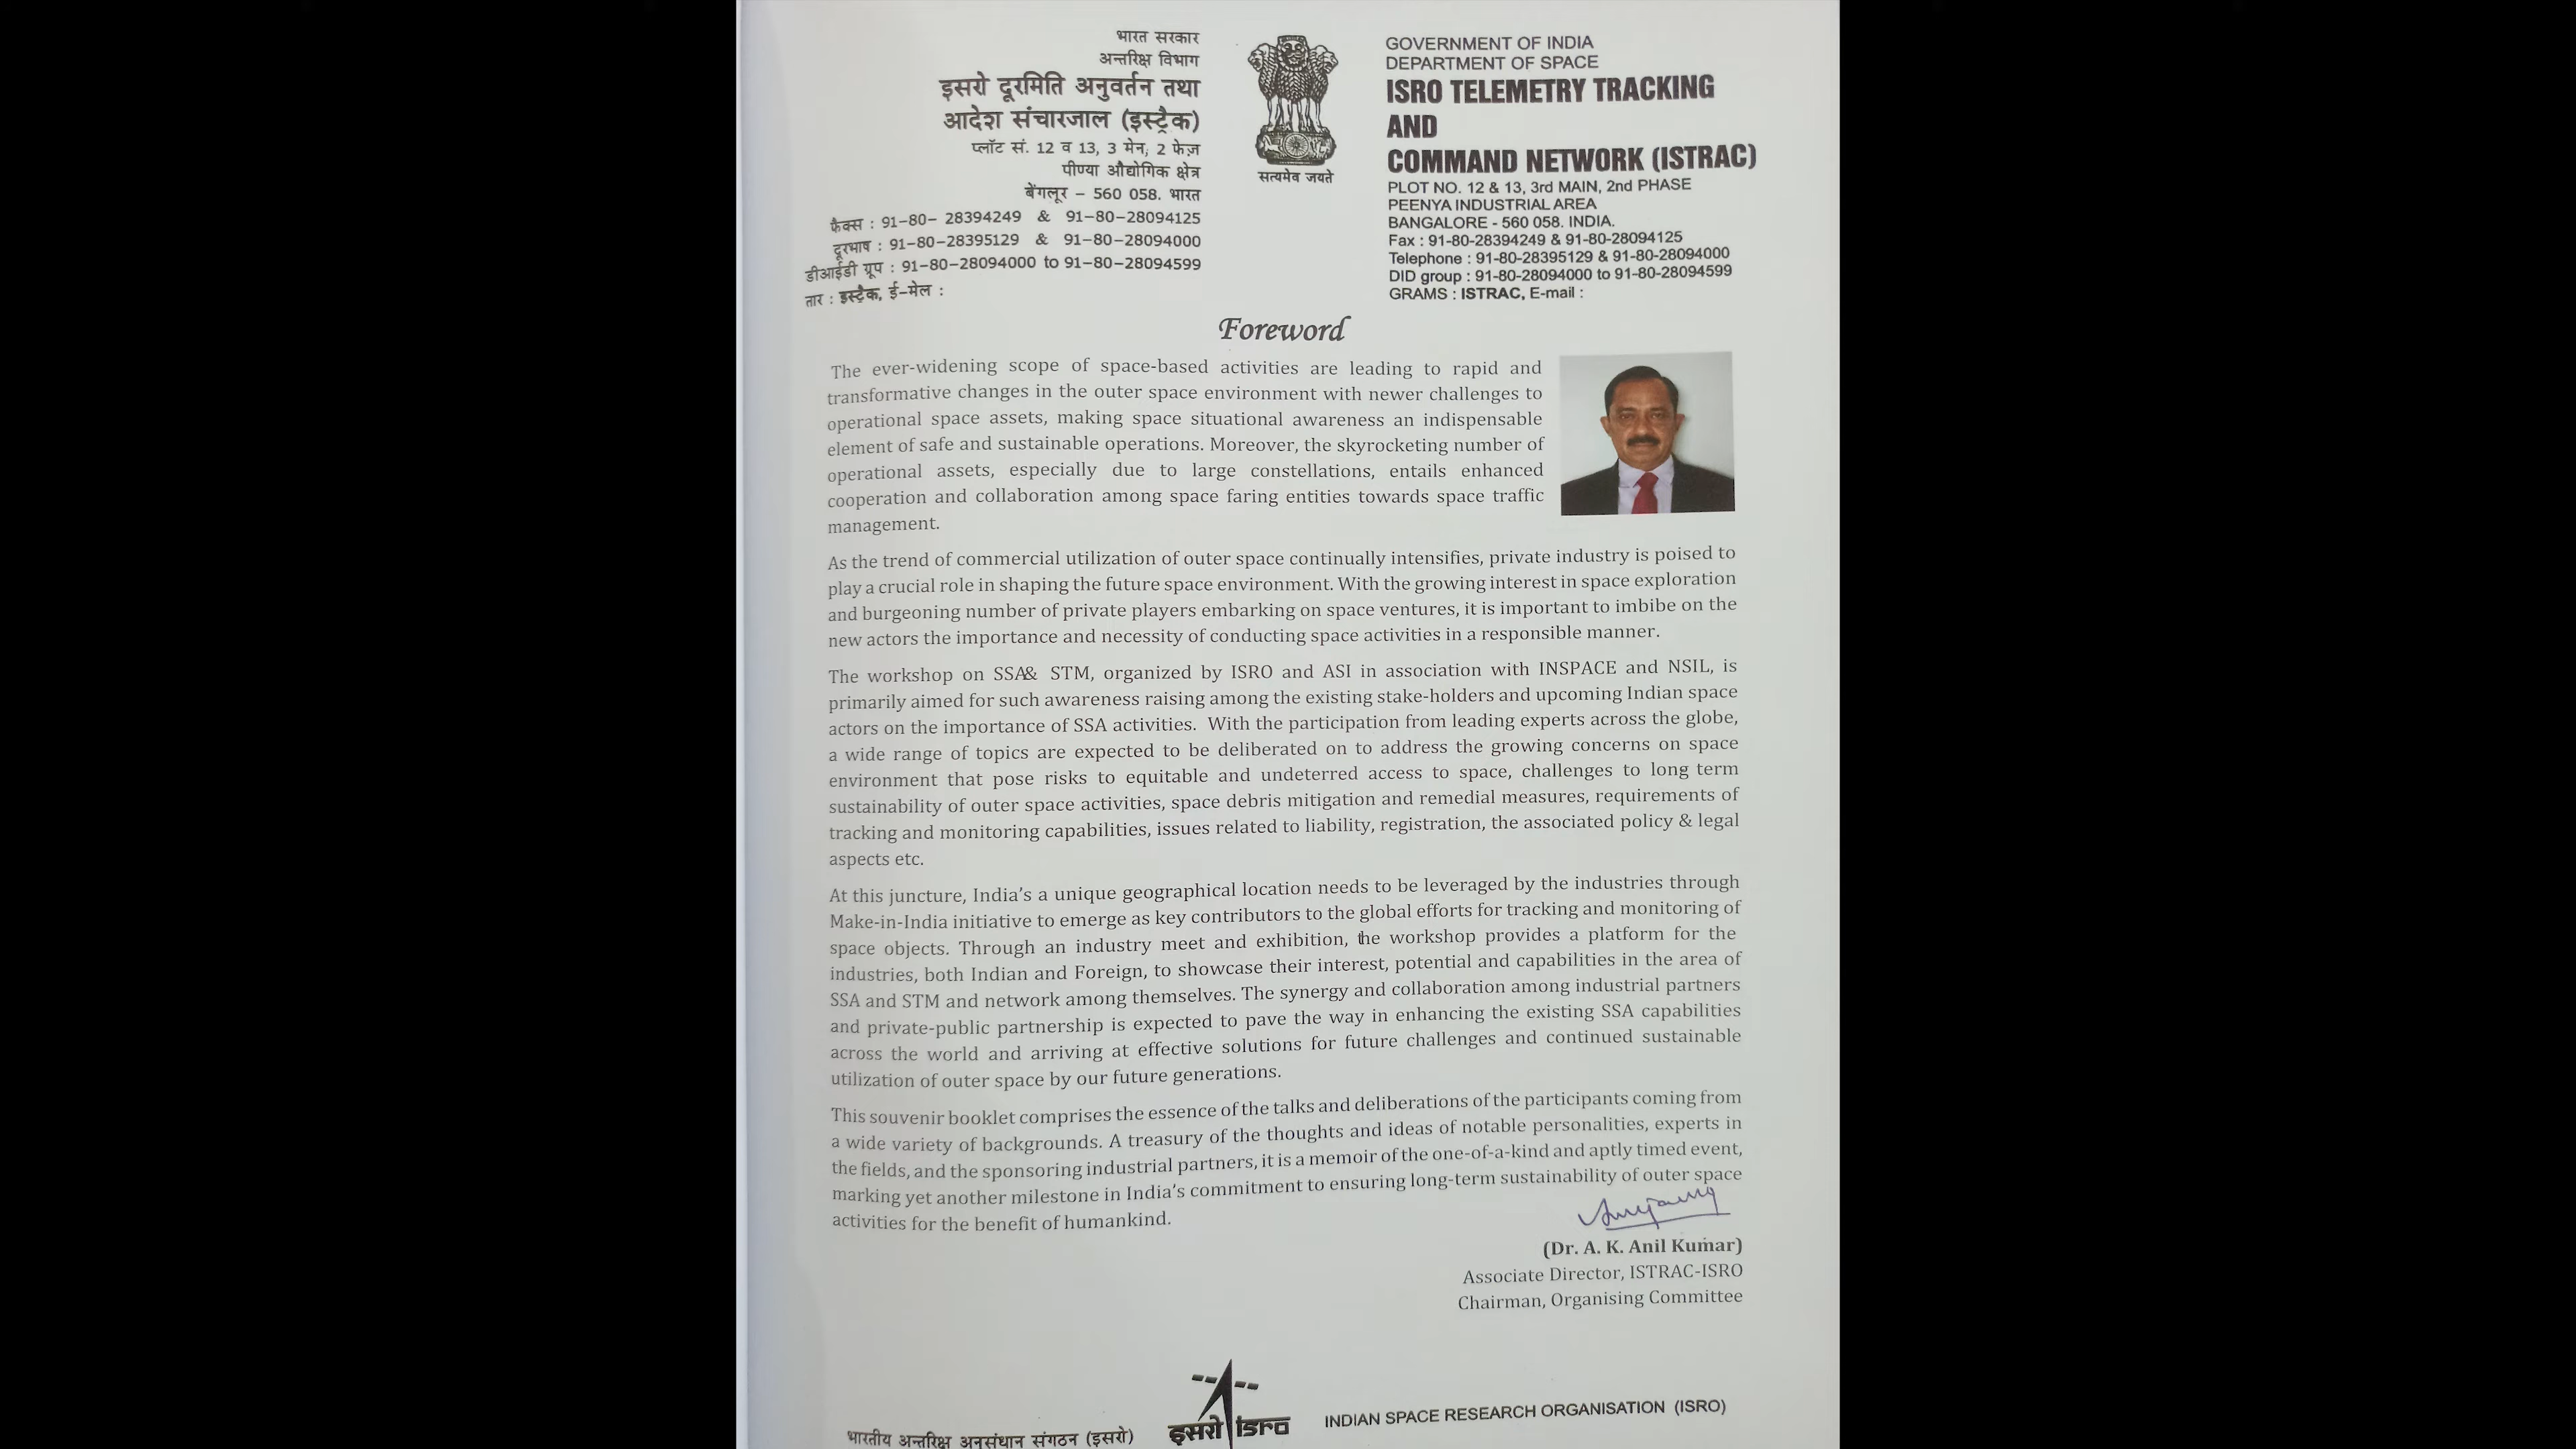 भारत सरकार
अन्तरिक्ष विभाग
इसरो दूरमिति अनुवर्तन तथा
आदेश संचारजाल (इस्ट्रैक)
प्लॉट सं. 12 व 13, 3 मेन, 2 फेज़
पीण्या औद्योगिक क्षेत्र
बेंगलूर – 560 058. भारत
फैक्स : 91–80– 28394249 & 91–80–28094125
दूरभाष : 91–80–28395129 & 91–80–28094000
डीआईडी ग्रूप : 91–80–28094000 to 91–80–28094599
तार : इस्ट्रैक, ई–मेल :
सत्यमेव जयते
GOVERNMENT OF INDIA
DEPARTMENT OF SPACE
ISRO TELEMETRY TRACKING
AND
COMMAND NETWORK (ISTRAC)
PLOT NO. 12 & 13, 3rd MAIN, 2nd PHASE
PEENYA INDUSTRIAL AREA
BANGALORE - 560 058. INDIA.
Fax : 91-80-28394249 & 91-80-28094125
Telephone : 91-80-28395129 & 91-80-28094000
DID group : 91-80-28094000 to 91-80-28094599
GRAMS : ISTRAC, E-mail :
Foreword
The ever-widening scope of space-based activities are leading to rapid and
transformative changes in the outer space environment with newer challenges to
operational space assets, making space situational awareness an indispensable
element of safe and sustainable operations. Moreover, the skyrocketing number of
operational assets, especially due to large constellations, entails enhanced
cooperation and collaboration among space faring entities towards space traffic
management.
As the trend of commercial utilization of outer space continually intensifies, private industry is poised to
play a crucial role in shaping the future space environment. With the growing interest in space exploration
and burgeoning number of private players embarking on space ventures, it is important to imbibe on the
new actors the importance and necessity of conducting space activities in a responsible manner.
The workshop on SSA& STM, organized by ISRO and ASI in association with INSPACE and NSIL, is
primarily aimed for such awareness raising among the existing stake-holders and upcoming Indian space
actors on the importance of SSA activities. With the participation from leading experts across the globe,
a wide range of topics are expected to be deliberated on to address the growing concerns on space
environment that pose risks to equitable and undeterred access to space, challenges to long term
sustainability of outer space activities, space debris mitigation and remedial measures, requirements of
tracking and monitoring capabilities, issues related to liability, registration, the associated policy & legal
aspects etc.
At this juncture, India's a unique geographical location needs to be leveraged by the industries through
Make-in-India initiative to emerge as key contributors to the global efforts for tracking and monitoring of
space objects. Through an industry meet and exhibition, the workshop provides a platform for the
industries, both Indian and Foreign, to showcase their interest, potential and capabilities in the area of
SSA and STM and network among themselves. The synergy and collaboration among industrial partners
and private-public partnership is expected to pave the way in enhancing the existing SSA capabilities
across the world and arriving at effective solutions for future challenges and continued sustainable
utilization of outer space by our future generations.
This souvenir booklet comprises the essence of the talks and deliberations of the participants coming from
a wide variety of backgrounds. A treasury of the thoughts and ideas of notable personalities, experts in
the fields, and the sponsoring industrial partners, it is a memoir of the one-of-a-kind and aptly timed event,
marking yet another milestone in India's commitment to ensuring long-term sustainability of outer space
activities for the benefit of humankind.
(Dr. A. K. Anil Kumar)
Associate Director, ISTRAC-ISRO
Chairman, Organising Committee
भारतीय अन्तरिक्ष अनुसंधान संगठन (इसरो)
इसरो isro
INDIAN SPACE RESEARCH ORGANISATION (ISRO)